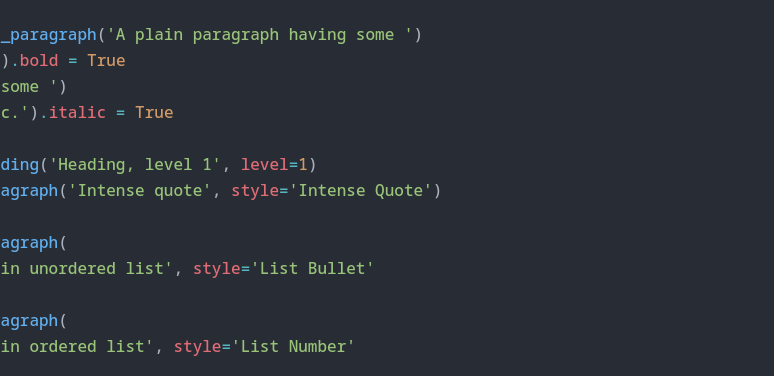 _paragraph('A plain paragraph having some ')
).bold = True
some ')
c.').italic = True
ding('Heading, level 1', level=1)
agraph('Intense quote', style='Intense Quote')
agraph(
in unordered list', style='List Bullet'
agraph(
in ordered list', style='List Number'